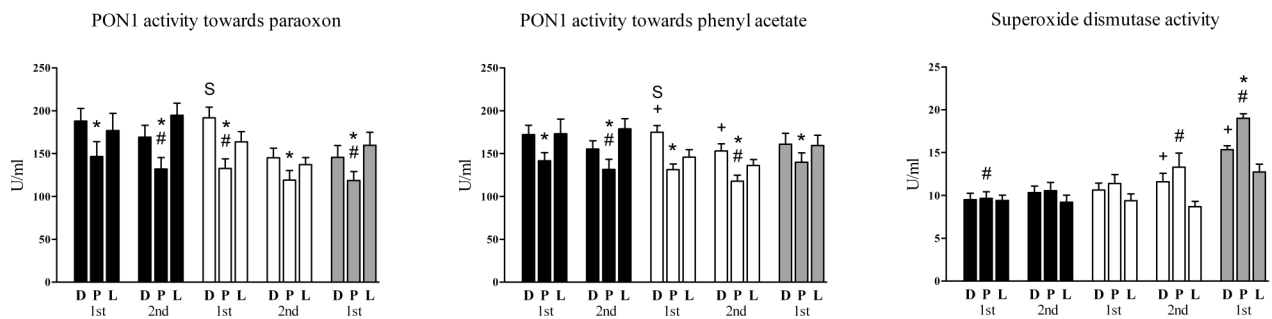 PON1 activity towards paraoxon
250
200
150
100
50
0
U/ml
S
* * * * *
# # #
D P L D P L D P L D P L D P L
1st 2nd 1st 2nd 1st
PON1 activity towards phenyl acetate
250
200
150
100
50
0
U/ml
S
+ +
* * * * *
# #
D P L D P L D P L D P L D P L
1st 2nd 1st 2nd 1st
Superoxide dismutase activity
25
20
15
10
5
0
U/ml
*
# # #
+ +
D P L D P L D P L D P L D P L
1st 2nd 1st 2nd 1st